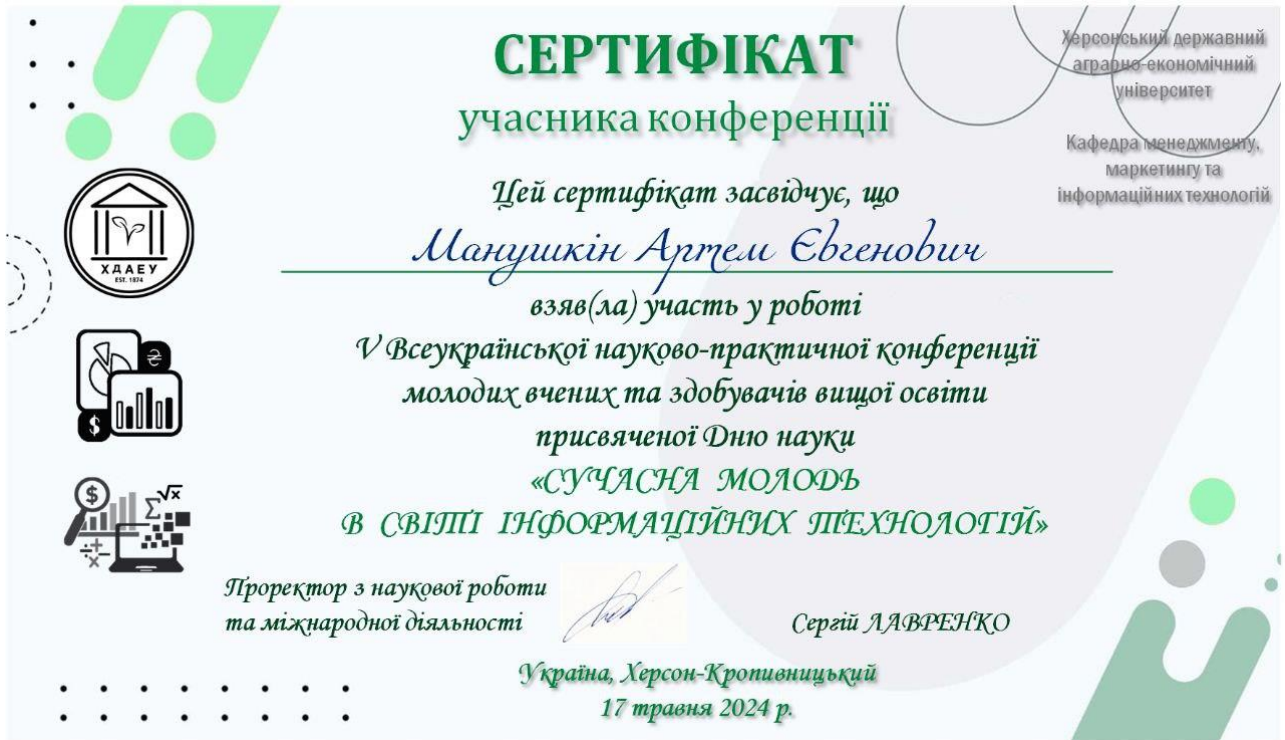 СЕРТИФІКАТ
учасника конференції
Херсонський державний
аграрно-економічний
університет
Кафедра менеджменту,
маркетингу та
інформаційних технологій
Цей сертифікат засвідчує, що
Манушкін Артем Євгенович
взяв(ла) участь у роботі
V Всеукраїнської науково-практичної конференції
молодих вчених та здобувачів вищої освіти
присвяченої Дню науки
«СУЧАСНА МОЛОДЬ
В СВІТІ ІНФОРМАЦІЙНИХ ТЕХНОЛОГІЙ»
ХДАЕУ
EST. 1874
Проректор з наукової роботи
та міжнародної діяльності
Сергій ЛАВРЕНКО
Україна, Херсон-Кропивницький
17 травня 2024 р.